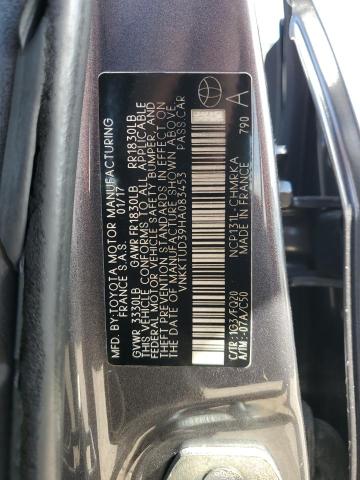 MFD.BY:TOYOTA MOTOR MANUFACTURING
FRANCE S.A.S. 01/17
GVWR 3330LB GAWR FR1830LB RR1830LB
THIS VEHICLE CONFORMS TO ALL APPLICABLE
FEDERAL MOTOR VEHICLE SAFETY, BUMPER, AND
THEFT PREVENTION STANDARDS IN EFFECT
ON THE DATE OF MANUFACTURE SHOWN ABOVE.
VNKKTUD39HA083453 PASS.CAR
NCP131L-CHMRKA
MADE IN FRANCE
A
790
C/TR:1G3/FQ20
A/TM:-07A/C50